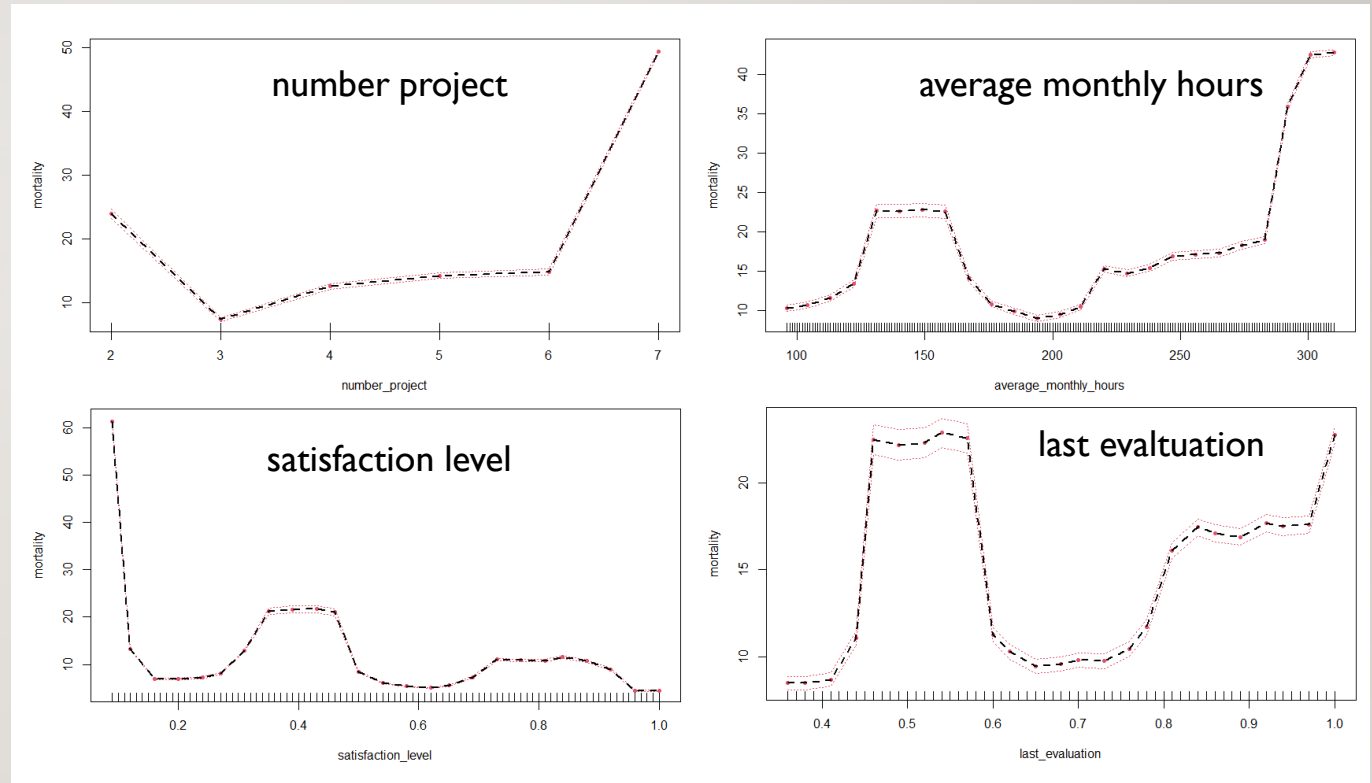 number project
mortality
50
40
30
20
10
2 3 4 5 6 7
number_project
average monthly hours
mortality
40
35
30
25
20
15
10
100 150 200 250 300
average_monthly_hours
satisfaction level
mortality
60
50
40
30
20
10
0.2 0.4 0.6 0.8 1.0
satisfaction_level
last evaltuation
mortality
20
15
10
0.4 0.5 0.6 0.7 0.8 0.9 1.0
last_evaluation